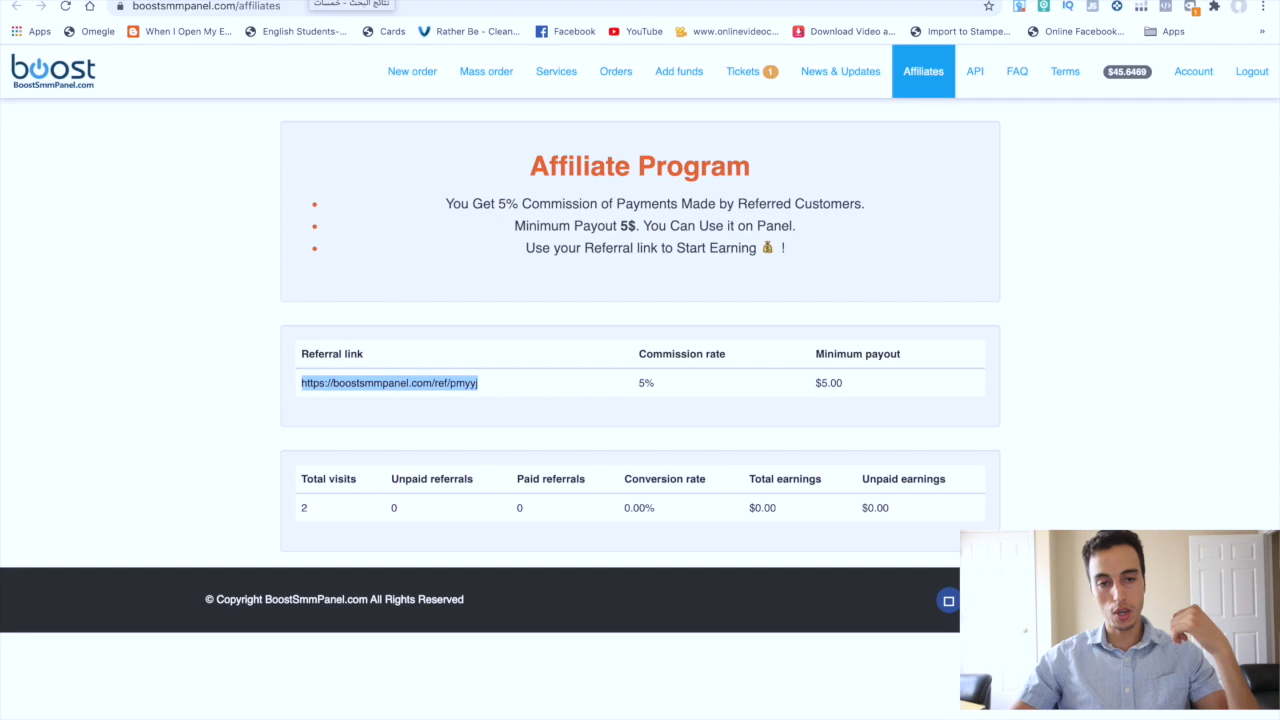 نتائج البحث - خمسات
boostsmmpanel.com/affiliates
Apps Omegle When I Open My E... English Students-... Cards Rather Be - Clean... Facebook YouTube www.onlinevideoc... Download Video a... Import to Stampe... Online Facebook... Apps »
boost
BoostSmmPanel.com
New order Mass order Services Orders Add funds Tickets 1 News & Updates Affiliates API FAQ Terms $45.6469 Account Logout
Affiliate Program
• You Get 5% Commission of Payments Made by Referred Customers.
• Minimum Payout 5$. You Can Use it on Panel.
• Use your Referral link to Start Earning 💰 !
Referral link Commission rate Minimum payout
https://boostsmmpanel.com/ref/pmyyj 5% $5.00
Total visits Unpaid referrals Paid referrals Conversion rate Total earnings Unpaid earnings
2 0 0 0.00% $0.00 $0.00
© Copyright BoostSmmPanel.com All Rights Reserved